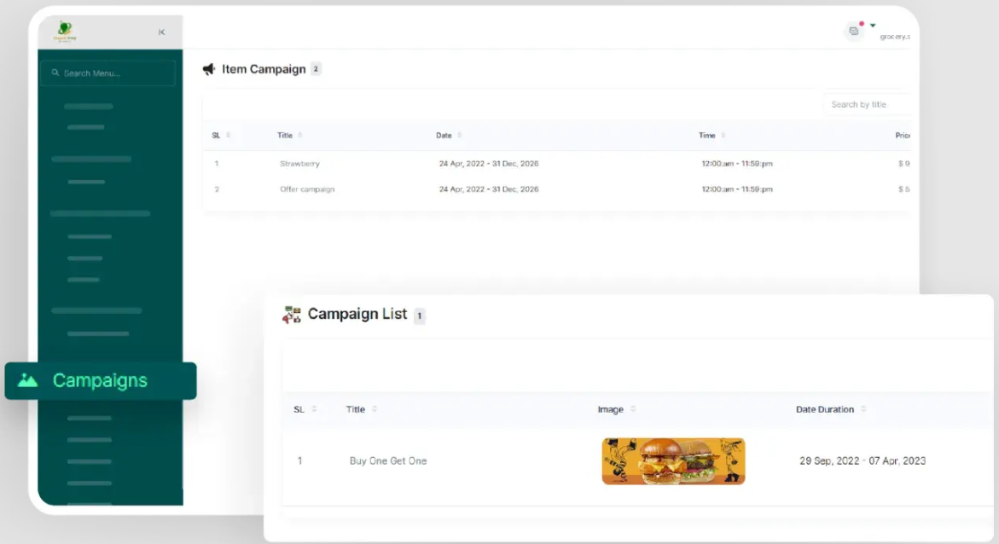 grocery.s
Search Menu...
Item Campaign 2
Search by title
SL Title Date Time Price
1 Strawberry 24 Apr, 2022 - 31 Dec, 2026 12:00:am - 11:59:pm $ 9
2 Offer campaign 24 Apr, 2022 - 31 Dec, 2026 12:00:am - 11:59:pm $ 5
Campaigns
Campaign List 1
SL Title Image Date Duration
1 Buy One Get One 29 Sep, 2022 - 07 Apr, 2023